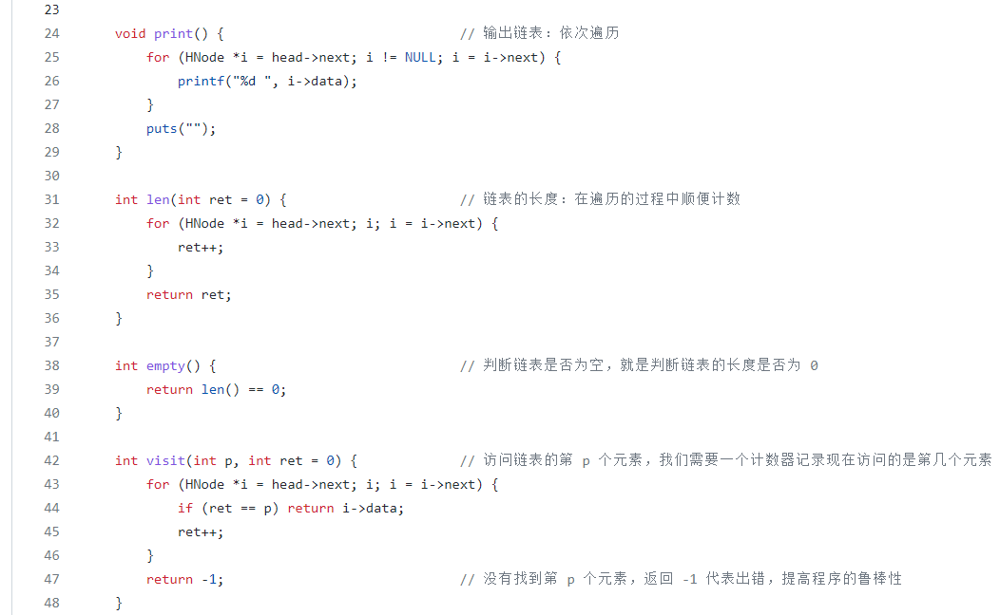 23
24 void print() { // 输出链表：依次遍历
25 for (HNode *i = head->next; i != NULL; i = i->next) {
26 printf("%d ", i->data);
27 }
28 puts("");
29 }
30
31 int len(int ret = 0) { // 链表的长度：在遍历的过程中顺便计数
32 for (HNode *i = head->next; i; i = i->next) {
33 ret++;
34 }
35 return ret;
36 }
37
38 int empty() { // 判断链表是否为空，就是判断链表的长度是否为 0
39 return len() == 0;
40 }
41
42 int visit(int p, int ret = 0) { // 访问链表的第 p 个元素，我们需要一个计数器记录现在访问的是第几个元素
43 for (HNode *i = head->next; i; i = i->next) {
44 if (ret == p) return i->data;
45 ret++;
46 }
47 return -1; // 没有找到第 p 个元素，返回 -1 代表出错，提高程序的鲁棒性
48 }